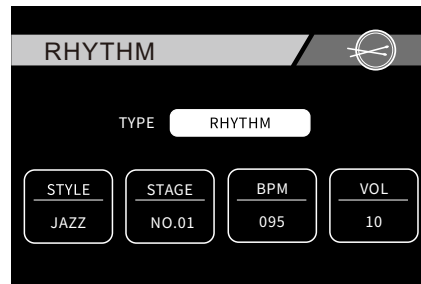 RHYTHM
TYPE RHYTHM
STYLE STAGE BPM VOL
JAZZ NO.01 095 10